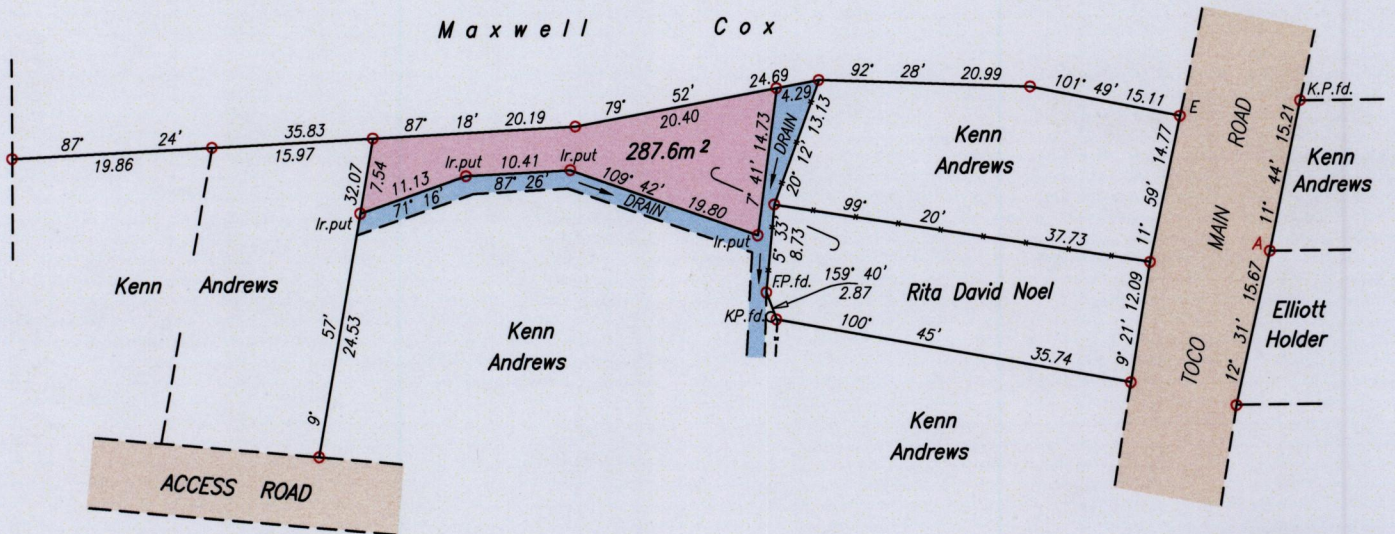 Maxwell Cox
87° 24' 35.83
19.86 15.97
87° 18' 20.19
79° 52' 24.69
20.40
4.29
92° 28' 20.99
101° 49' 15.11
E
K.P.fd.
32.07
7.54
Ir.put
11.13
71° 16'
Ir.put
10.41
87° 26'
Ir.put
109° 42'
19.80
DRAIN
Ir.put
287.6m²
7° 41' 14.73
DRAIN
20° 12' 13.13
Kenn
Andrews
11° 59' 14.77
TOCO MAIN ROAD
11° 44' 15.21
Kenn
Andrews
A
99° 20' 37.73
5° 33'
8.73
F.P.fd.
159° 40'
2.87
K.P.fd.
Rita David Noel
9° 21' 12.09
12° 31' 15.67
Elliott
Holder
100° 45' 35.74
Kenn Andrews
9° 57'
24.53
Kenn
Andrews
Kenn
Andrews
ACCESS ROAD